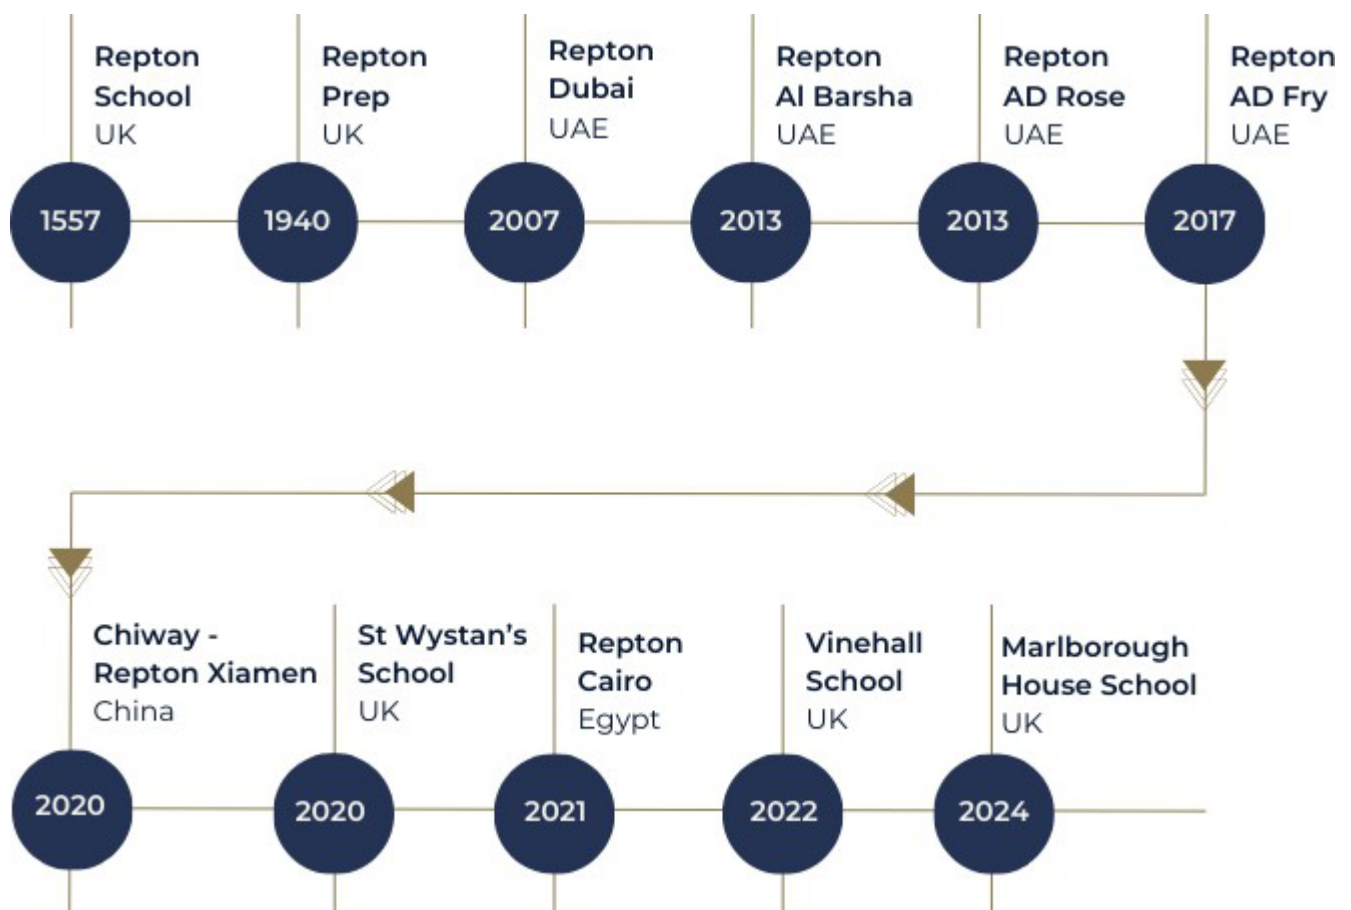 Repton
School
UK
1557
Repton
Prep
UK
1940
Repton
Dubai
UAE
2007
Repton
Al Barsha
UAE
2013
Repton
AD Rose
UAE
2013
Repton
AD Fry
UAE
2017
Chiway -
Repton Xiamen
China
2020
St Wystan’s
School
UK
2020
Repton
Cairo
Egypt
2021
Vinehall
School
UK
2022
Marlborough
House School
UK
2024